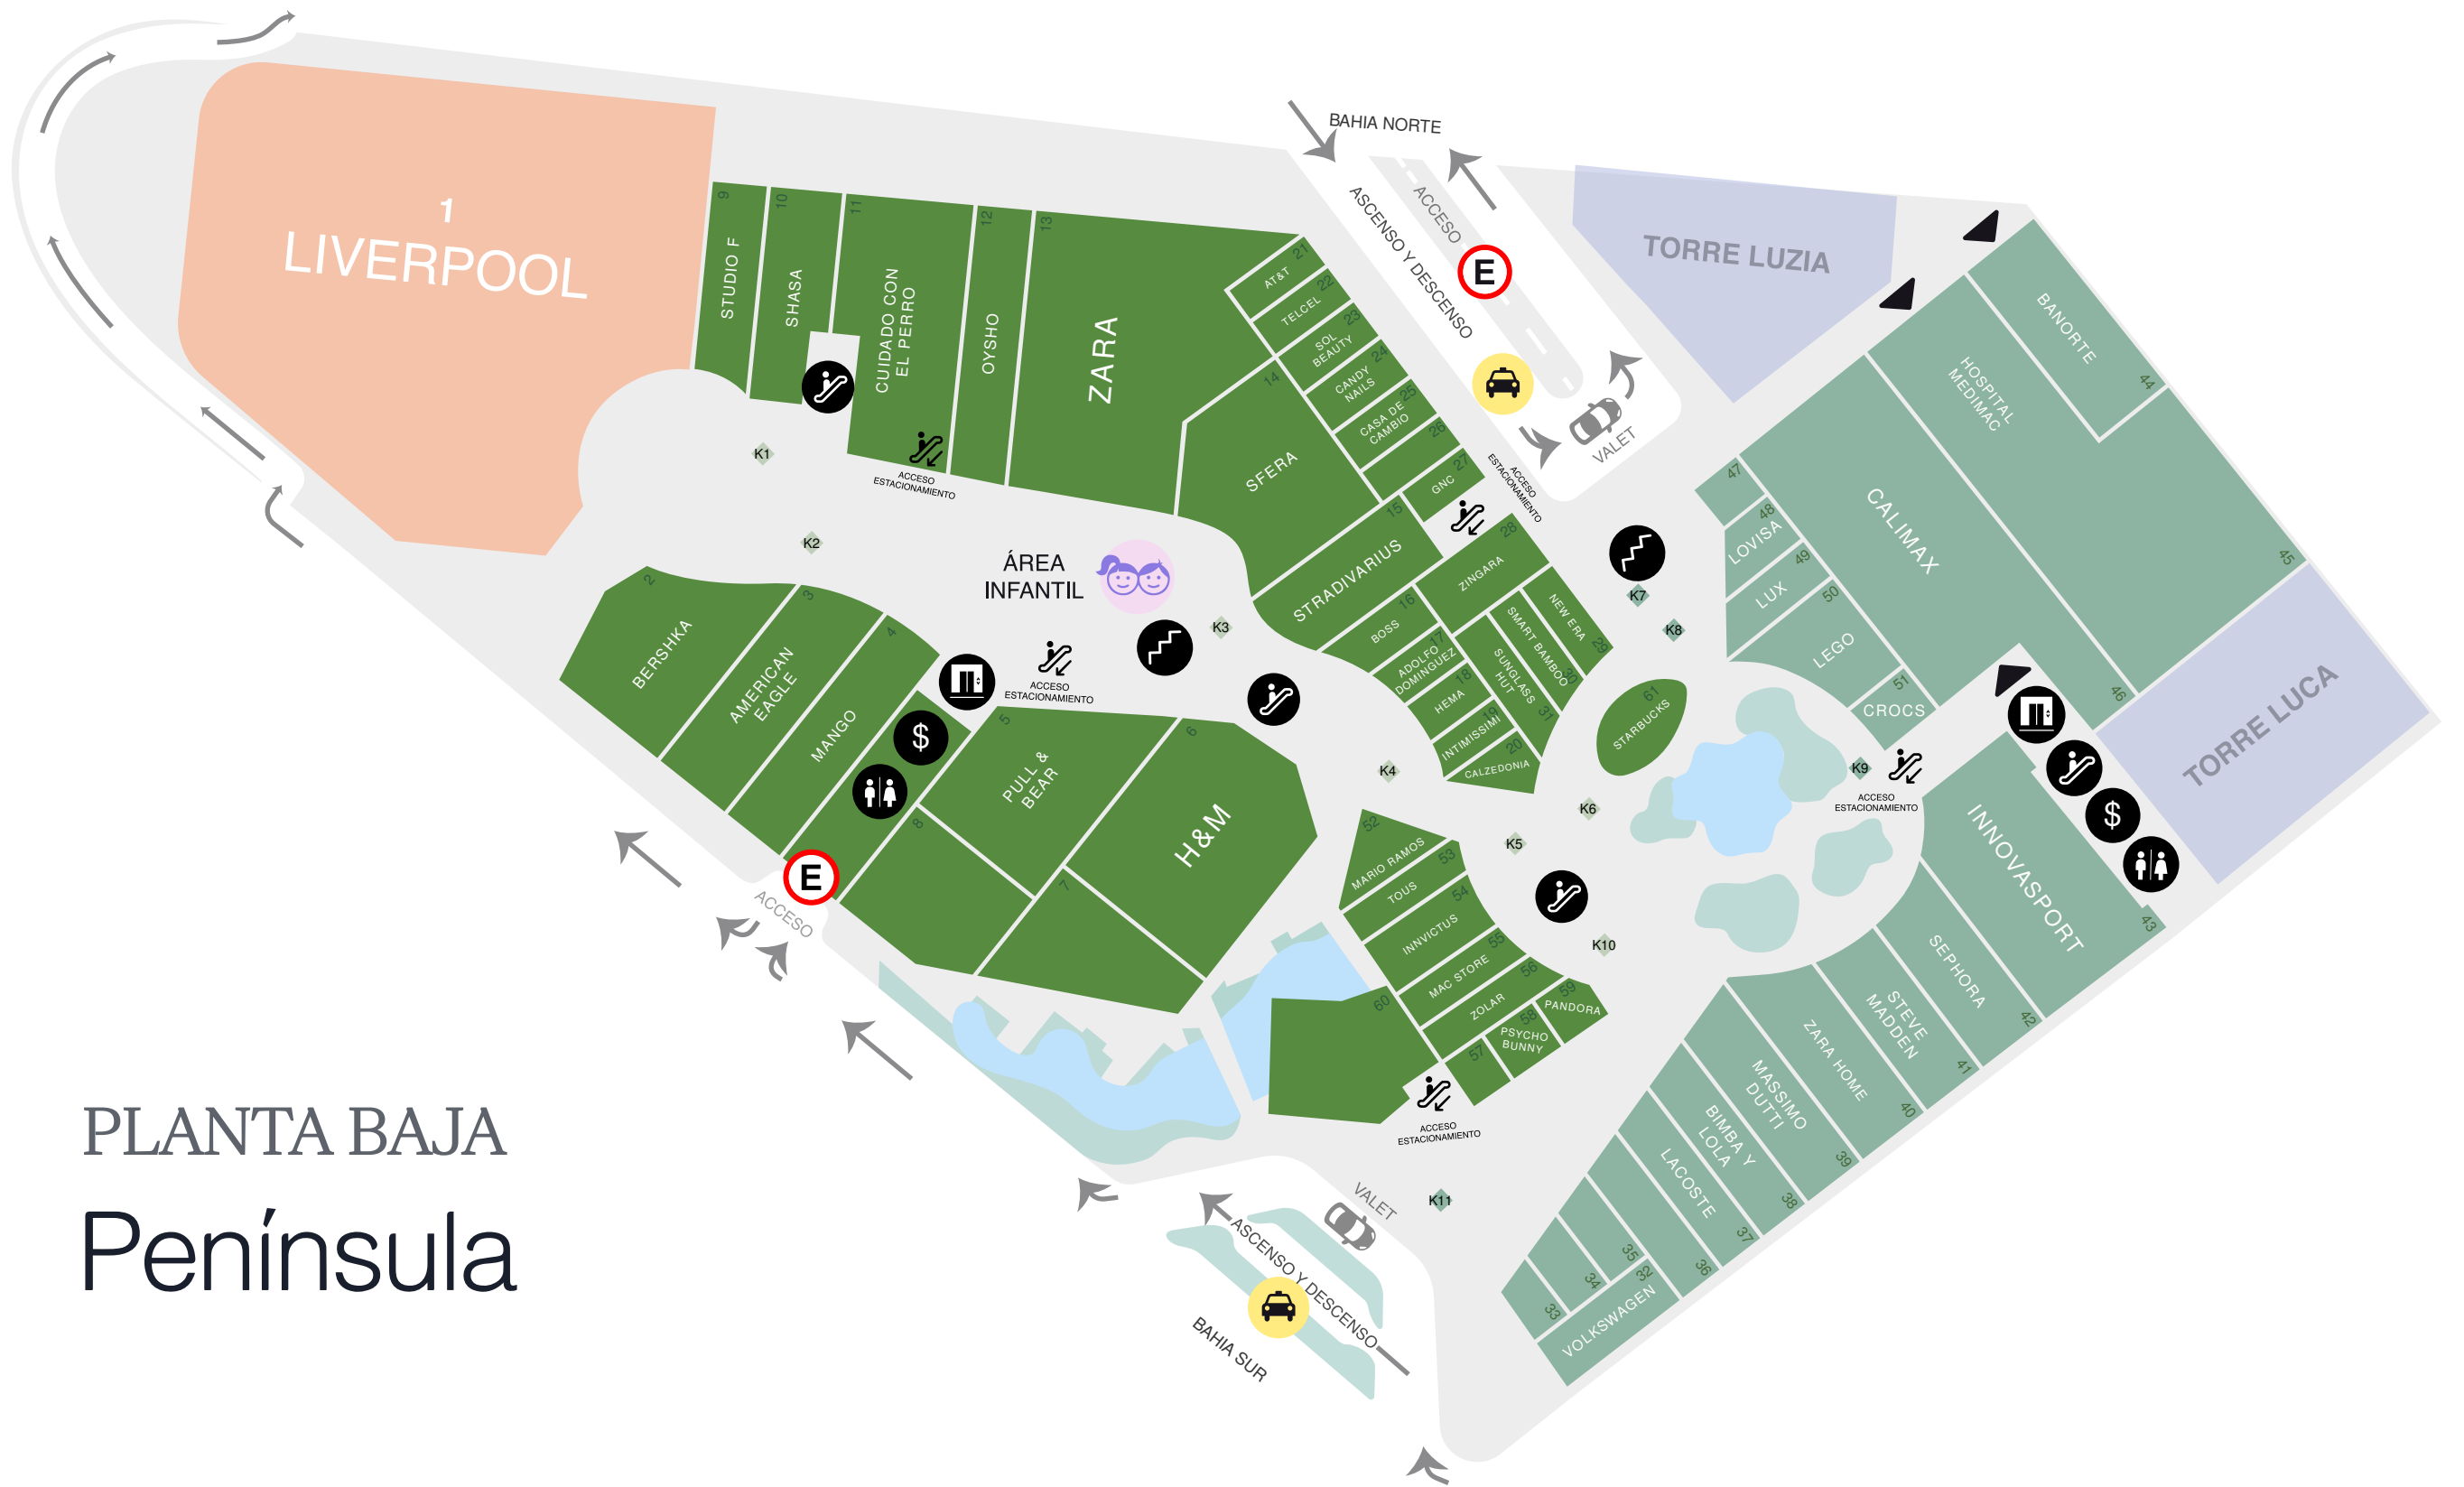 BAHIA NORTE
ASCENSO Y DESCENSO
ACCESO
E
VALET
TORRE LUZIA
1
LIVERPOOL
9
STUDIO F
10
SHASA
11
CUIDADO CON
EL PERRO
12
OYSHO
13
ZARA
14
SFERA
21
AT&T
22
TELCEL
23
SOL
BEAUTY
24
CANDY
NAILS
25
CASA DE
CAMBIO
26
27
GNC
ACCESO
ESTACIONAMIENTO
15
STRADIVARIUS
16
BOSS
17
ADOLFO
DOMINGUEZ
18
HEMA
19
INTIMISSIMI
20
CALZEDONIA
28
ZINGARA
29
NEW ERA
30
SMART BAMBOO
31
SUNGLASS
HUT
ACCESO
ESTACIONAMIENTO
K1
K2
ÁREA
INFANTIL
K3
ACCESO
ESTACIONAMIENTO
K4
K5
K6
K7
K8
K9
K10
K11
2
BERSHKA
3
AMERICAN
EAGLE
4
MANGO
$
5
PULL &
BEAR
6
H&M
7
8
E
ACCESO
61
STARBUCKS
44
BANORTE
45
HOSPITAL
MEDIMAC
46
CALIMAX
47
48
LOVISA
49
LUX
50
LEGO
51
CROCS
ACCESO
ESTACIONAMIENTO
TORRE LUCA
$
43
INNOVASPORT
42
SEPHORA
41
STEVE
MADDEN
40
ZARA HOME
39
MASSIMO
DUTTI
38
BIMBA Y
LOLA
37
LACOSTE
36
35
34
33
32
VOLKSWAGEN
52
MARIO RAMOS
53
TOUS
54
INNVICTUS
55
MAC STORE
56
ZOLAR
57
58
PSYCHO
BUNNY
59
PANDORA
60
ACCESO
ESTACIONAMIENTO
VALET
ASCENSO Y DESCENSO
BAHIA SUR
PLANTA BAJA
Península